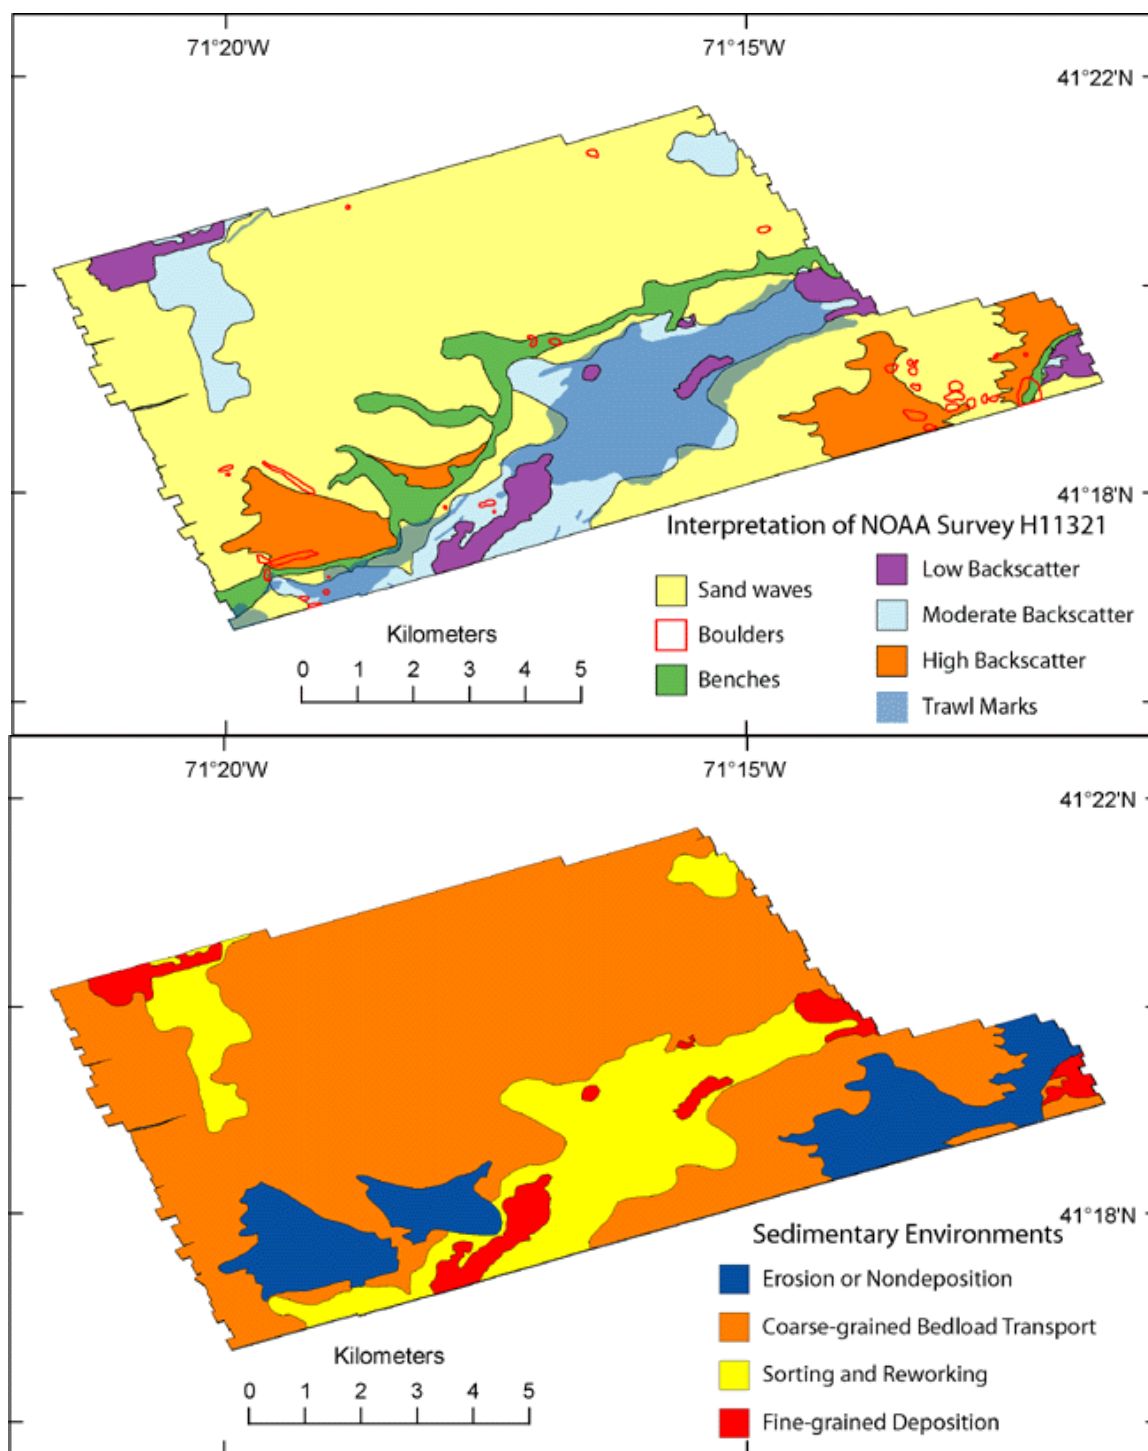 71°20'W
71°15'W
41°22'N
41°18'N
Interpretation of NOAA Survey H11321
Sand waves
Boulders
Benches
Low Backscatter
Moderate Backscatter
High Backscatter
Trawl Marks
Kilometers
0 1 2 3 4 5
71°20'W
71°15'W
41°22'N
41°18'N
Sedimentary Environments
Erosion or Nondeposition
Coarse-grained Bedload Transport
Sorting and Reworking
Fine-grained Deposition
Kilometers
0 1 2 3 4 5